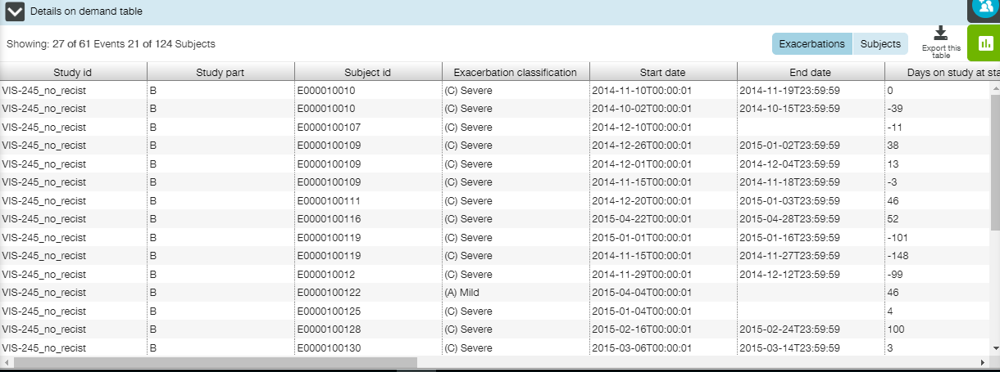 Details on demand table
Showing: 27 of 61 Events 21 of 124 Subjects
Exacerbations Subjects
Export this
table
Study id Study part Subject id Exacerbation classification Start date End date Days on study at sta
VIS-245_no_recist B E000010010 (C) Severe 2014-11-10T00:00:01 2014-11-19T23:59:59 0
VIS-245_no_recist B E000010010 (C) Severe 2014-10-02T00:00:01 2014-10-15T23:59:59 -39
VIS-245_no_recist B E0000100107 (C) Severe 2014-12-10T00:00:01 -11
VIS-245_no_recist B E0000100109 (C) Severe 2014-12-26T00:00:01 2015-01-02T23:59:59 38
VIS-245_no_recist B E0000100109 (C) Severe 2014-12-01T00:00:01 2014-12-04T23:59:59 13
VIS-245_no_recist B E0000100109 (C) Severe 2014-11-15T00:00:01 2014-11-18T23:59:59 -3
VIS-245_no_recist B E0000100111 (C) Severe 2014-12-20T00:00:01 2015-01-03T23:59:59 46
VIS-245_no_recist B E0000100116 (C) Severe 2015-04-22T00:00:01 2015-04-28T23:59:59 52
VIS-245_no_recist B E0000100119 (C) Severe 2015-01-01T00:00:01 2015-01-16T23:59:59 -101
VIS-245_no_recist B E0000100119 (C) Severe 2014-11-15T00:00:01 2014-11-27T23:59:59 -148
VIS-245_no_recist B E000010012 (C) Severe 2014-11-29T00:00:01 2014-12-12T23:59:59 -99
VIS-245_no_recist B E0000100122 (A) Mild 2015-04-04T00:00:01 46
VIS-245_no_recist B E0000100125 (C) Severe 2015-01-04T00:00:01 4
VIS-245_no_recist B E0000100128 (C) Severe 2015-02-16T00:00:01 2015-02-24T23:59:59 100
VIS-245_no_recist B E0000100130 (C) Severe 2015-03-06T00:00:01 2015-03-14T23:59:59 3